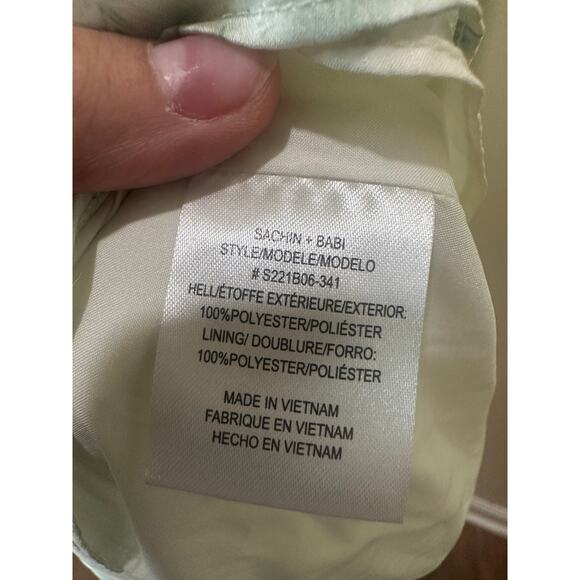 SACHIN + BABI
STYLE/MODELE/MODELO
# S221B06-341
HELL/ÉTOFFE EXTÉRIEURE/EXTERIOR:
100%POLYESTER/POLIÉSTER
LINING/ DOUBLURE/FORRO:
100%POLYESTER/POLIÉSTER
MADE IN VIETNAM
FABRIQUE EN VIETNAM
HECHO EN VIETNAM